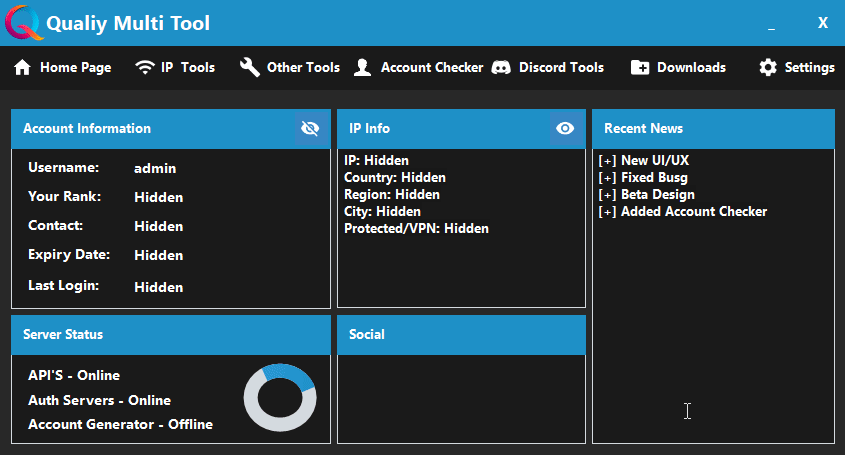 Qualiy Multi Tool
_ X
Home Page IP Tools Other Tools Account Checker Discord Tools Downloads Settings
Account Information
Username: admin
Your Rank: Hidden
Contact: Hidden
Expiry Date: Hidden
Last Login: Hidden
IP Info
IP: Hidden
Country: Hidden
Region: Hidden
City: Hidden
Protected/VPN: Hidden
Recent News
[+] New UI/UX
[+] Fixed Busg
[+] Beta Design
[+] Added Account Checker
Server Status
API'S - Online
Auth Servers - Online
Account Generator - Offline
Social